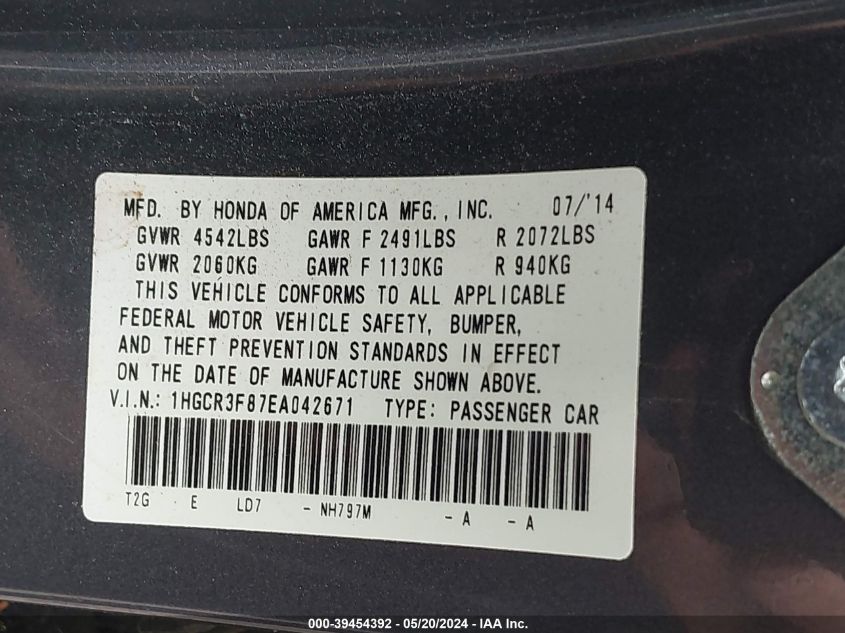 MFD. BY HONDA OF AMERICA MFG., INC. 07/'14
GVWR 4542LBS GAWR F 2491LBS R 2072LBS
GVWR 2060KG GAWR F 1130KG R 940KG
THIS VEHICLE CONFORMS TO ALL APPLICABLE
FEDERAL MOTOR VEHICLE SAFETY, BUMPER,
AND THEFT PREVENTION STANDARDS IN EFFECT
ON THE DATE OF MANUFACTURE SHOWN ABOVE.
V.I.N.: 1HGCR3F87EA042671 TYPE: PASSENGER CAR
T2G E LD7 - NH797M - A - A
000-39454392 - 05/20/2024 - IAA Inc.